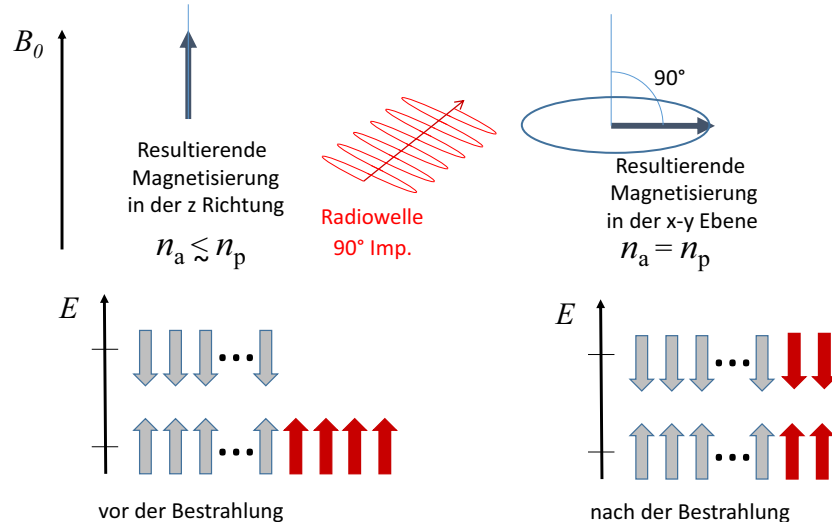 B₀
Resultierende
Magnetisierung
in der z Richtung
nₐ ≲ nₚ
Radiowelle
90° Imp.
90°
Resultierende
Magnetisierung
in der x-y Ebene
nₐ = nₚ
E
...
...
vor der Bestrahlung
E
...
...
nach der Bestrahlung